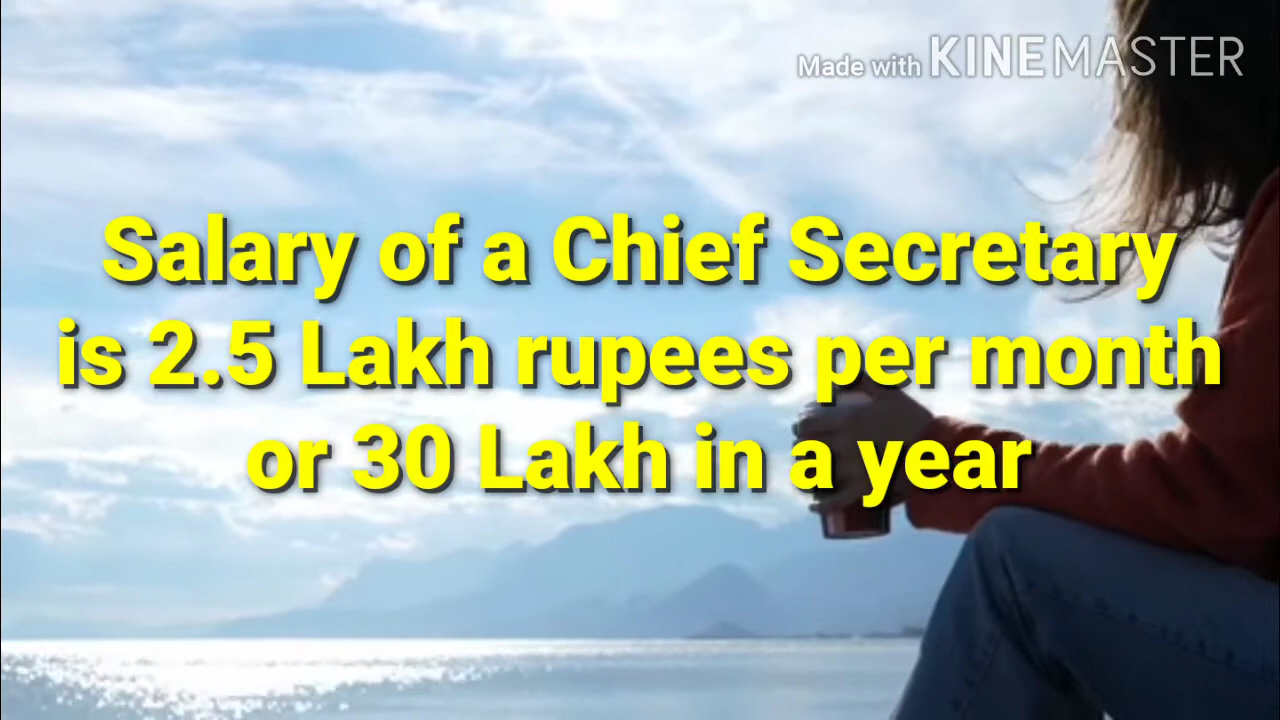 Made with KINEMASTER
Salary of a Chief Secretary
is 2.5 Lakh rupees per month
or 30 Lakh in a year